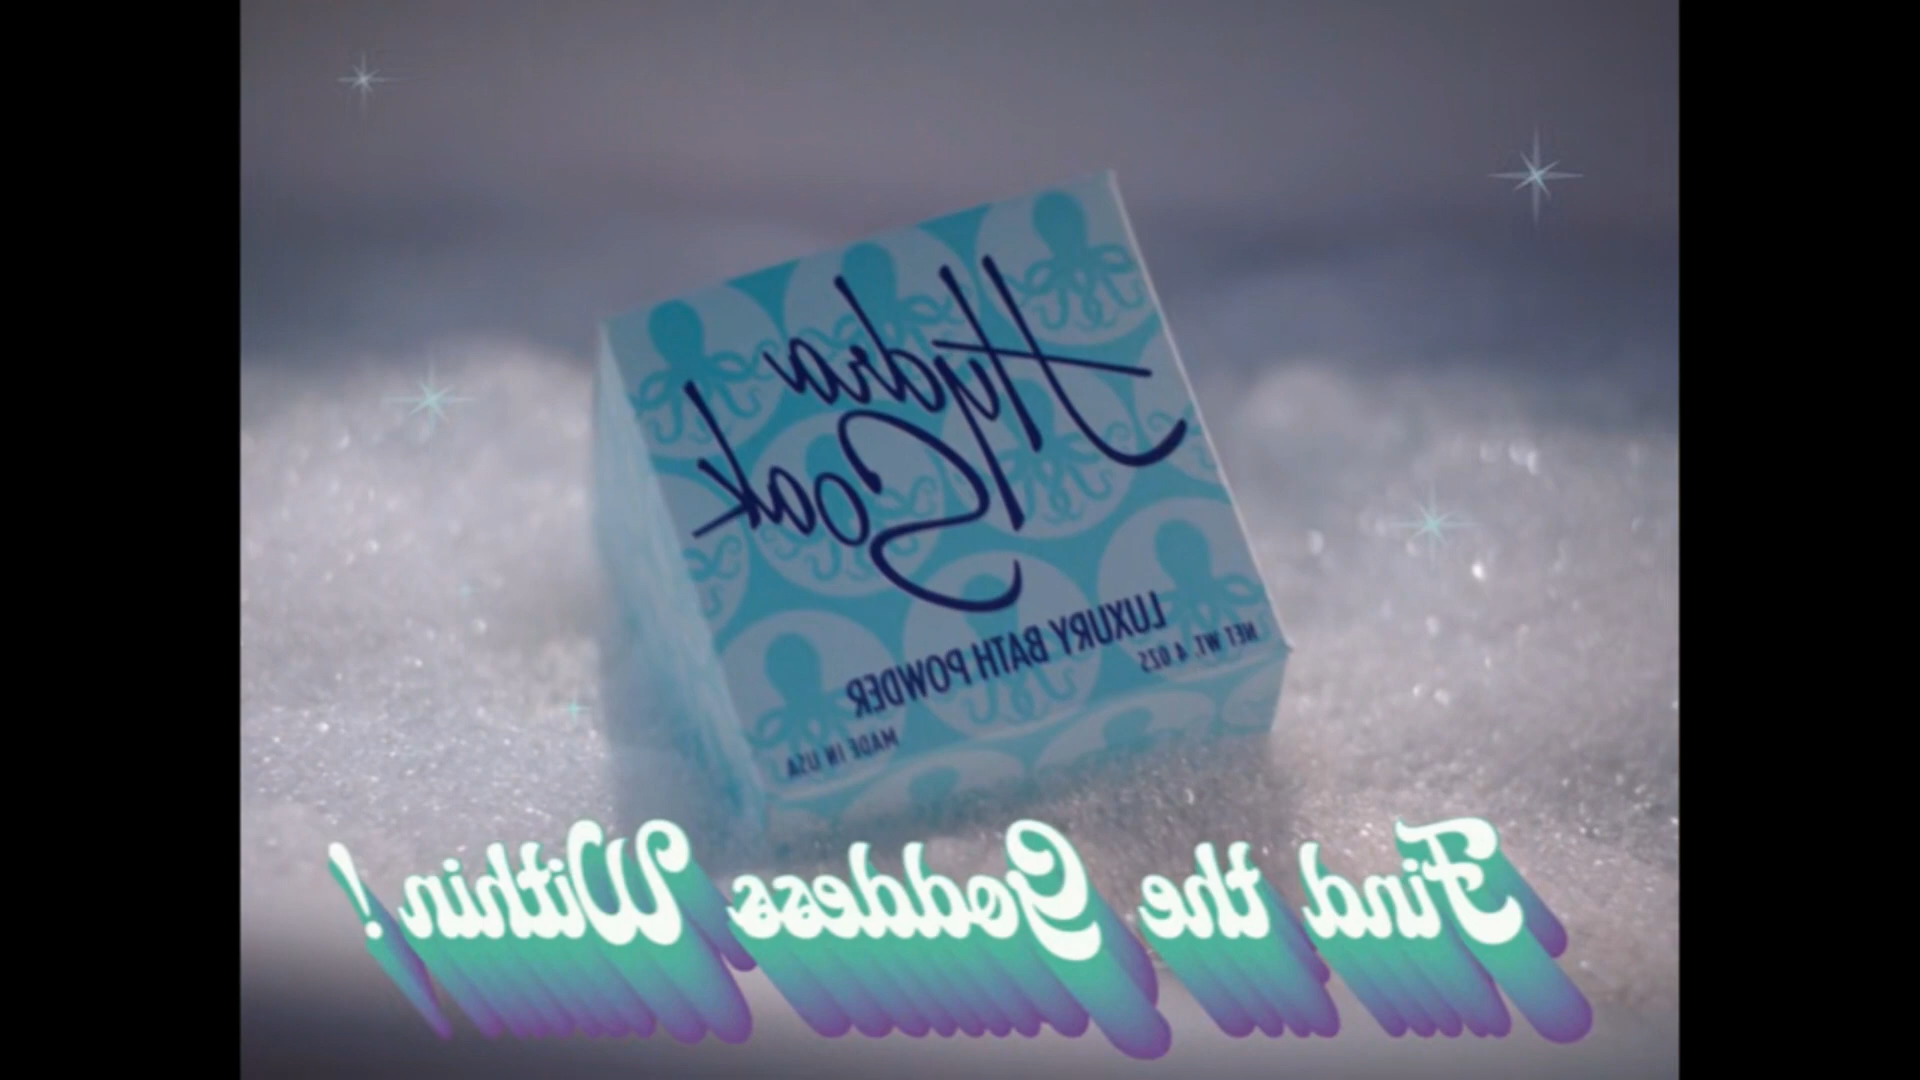 Hydra
Soak
LUXURY BATH POWDER
NET WT. 4 OZS
MADE IN USA
Find the Goddess Within!